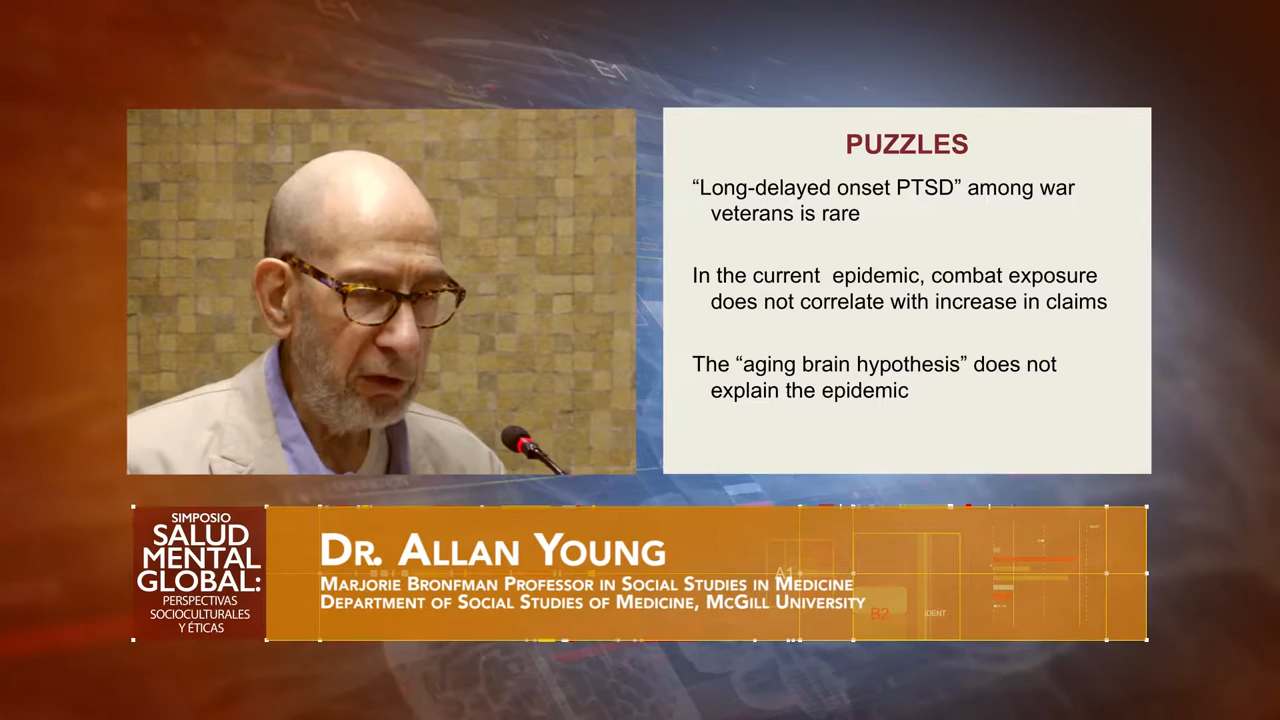 E1
PUZZLES
“Long-delayed onset PTSD” among war
veterans is rare
In the current epidemic, combat exposure
does not correlate with increase in claims
The “aging brain hypothesis” does not
explain the epidemic
SIMPOSIO
SALUD
MENTAL
GLOBAL:
PERSPECTIVAS
SOCIOCULTURALES
Y ÉTICAS
DR. ALLAN YOUNG
MARJORIE BRONFMAN PROFESSOR IN SOCIAL STUDIES IN MEDICINE
DEPARTMENT OF SOCIAL STUDIES OF MEDICINE, MCGILL UNIVERSITY
A1
B2